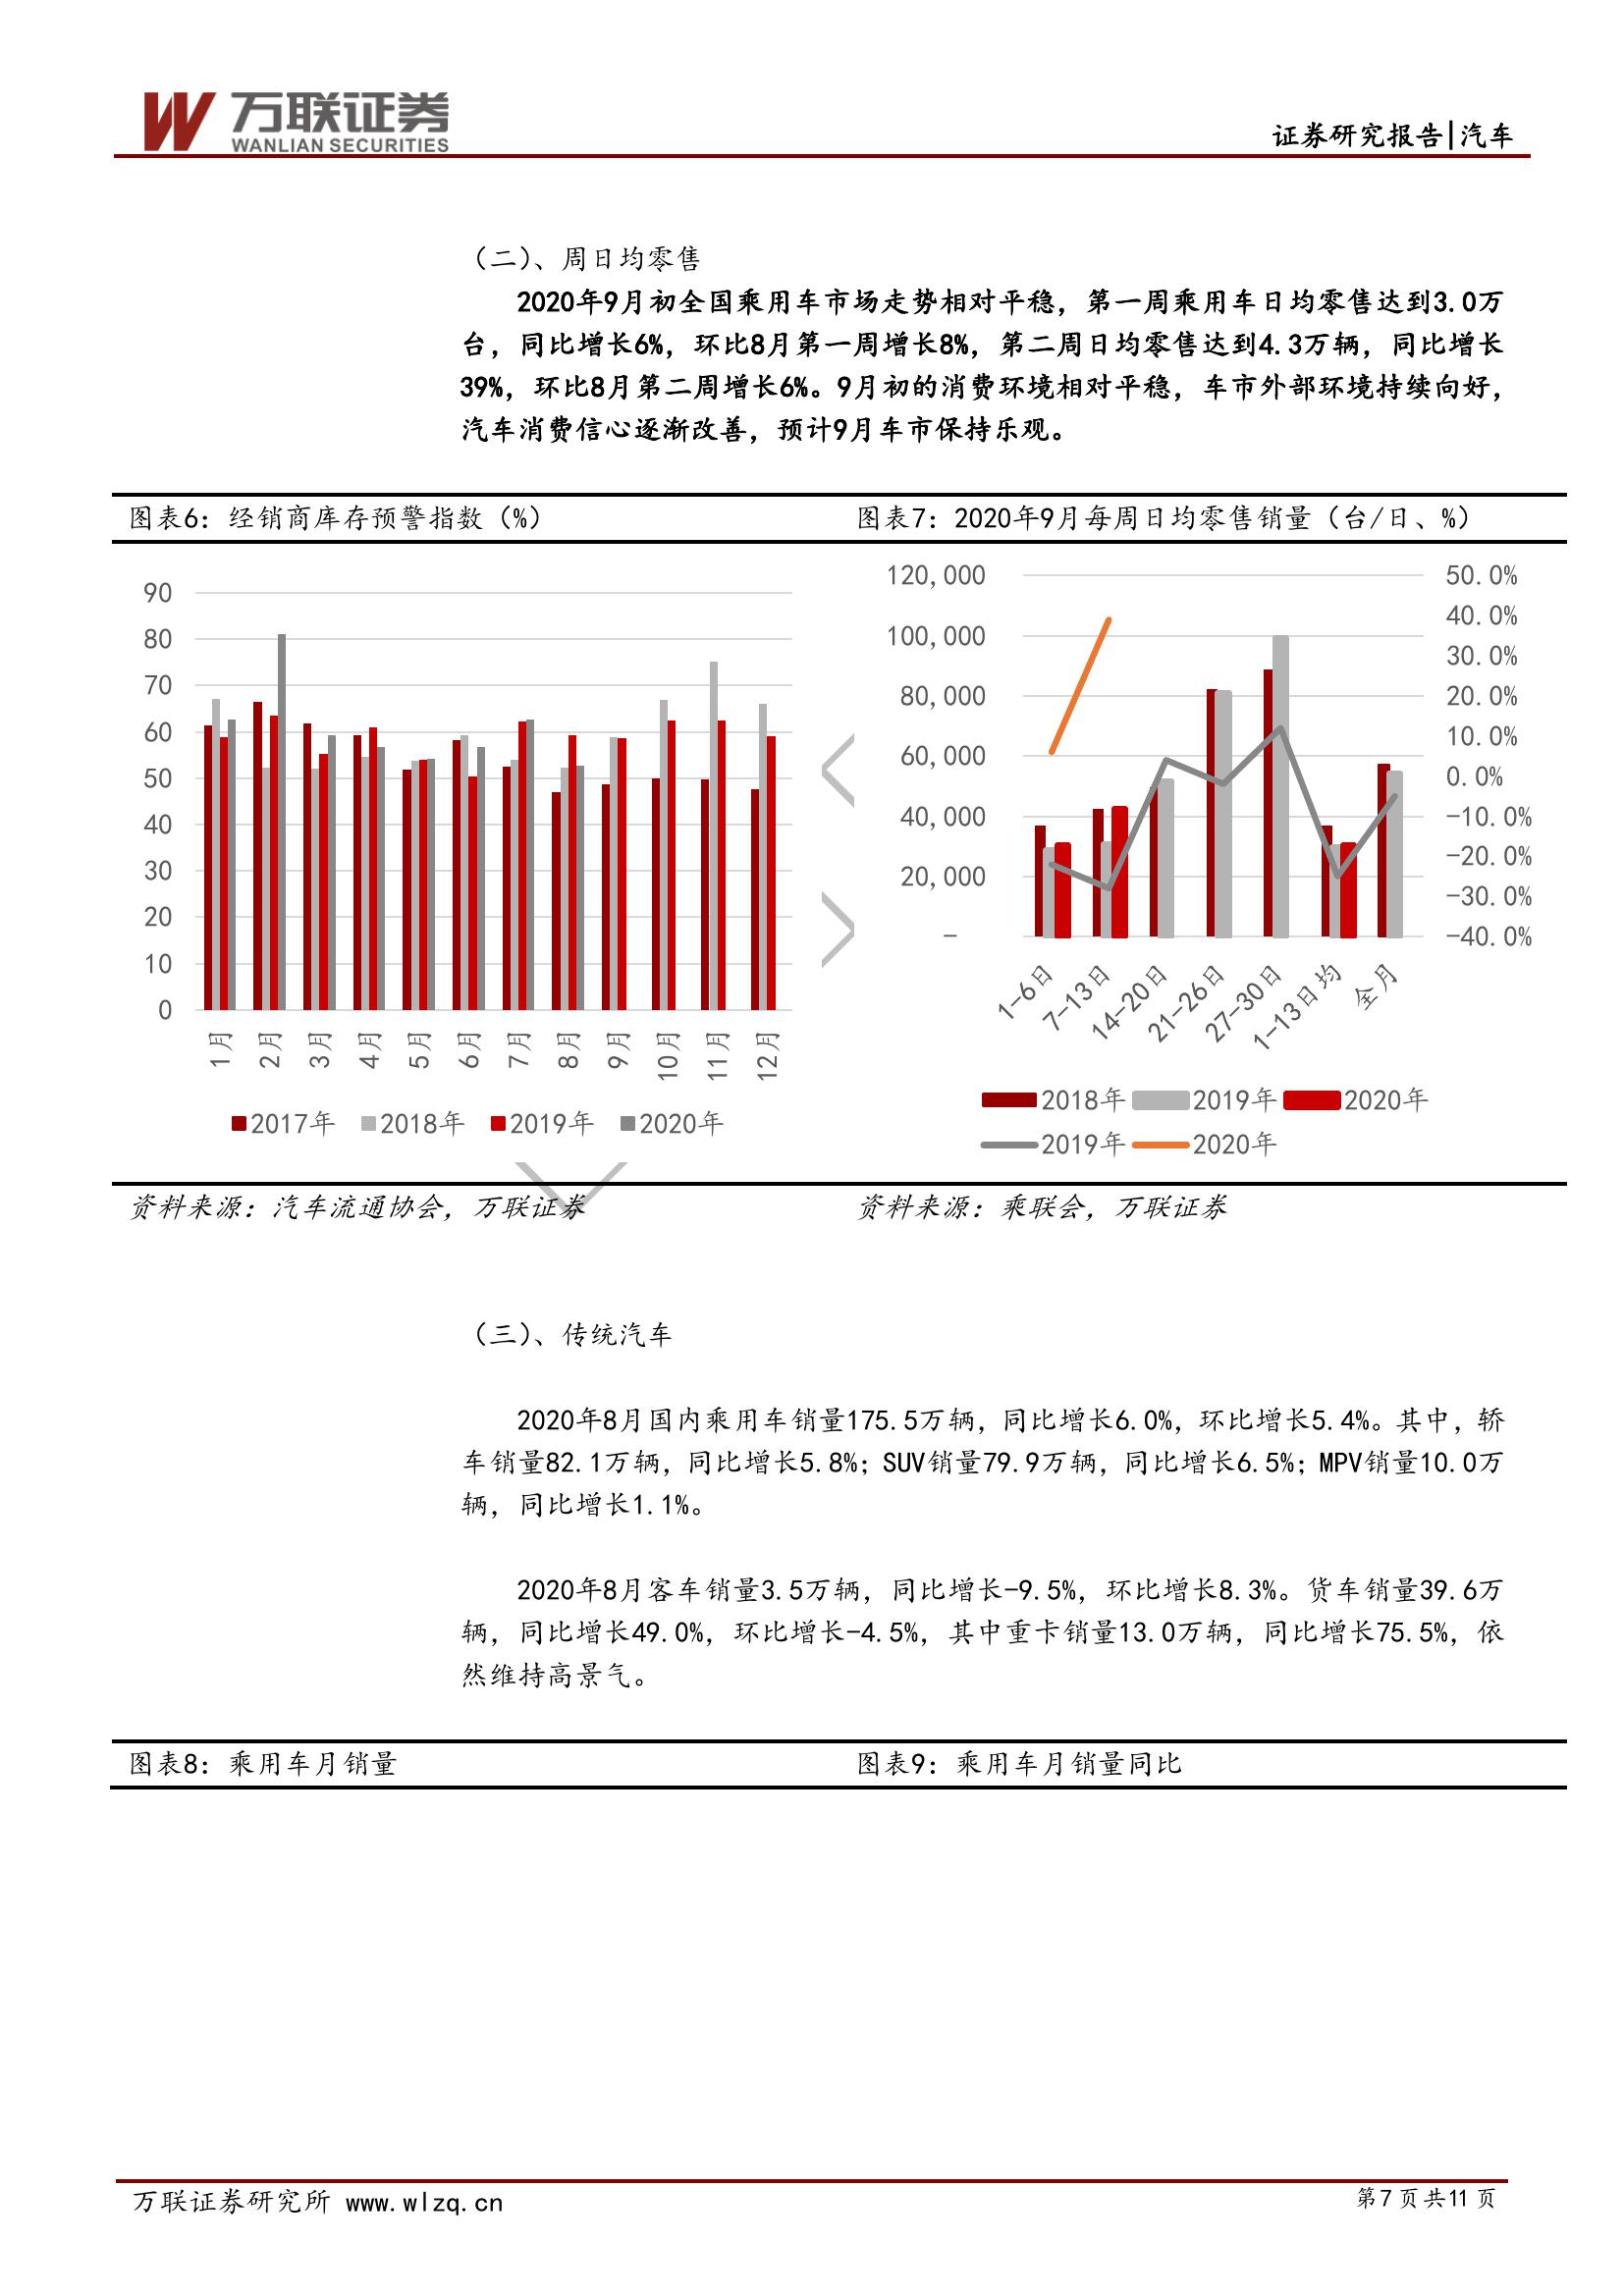 万联证券
WANLIAN SECURITIES
证券研究报告|汽车
（二）、周日均零售
2020年9月初全国乘用车市场走势相对平稳，第一周乘用车日均零售达到3.0万
台，同比增长6%，环比8月第一周增长8%，第二周日均零售达到4.3万辆，同比增长
39%，环比8月第二周增长6%。9月初的消费环境相对平稳，车市外部环境持续向好，
汽车消费信心逐渐改善，预计9月车市保持乐观。
图表6：经销商库存预警指数（%）
90
80
70
60
50
40
30
20
10
0
1月 2月 3月 4月 5月 6月 7月 8月 9月 10月 11月 12月
2017年 2018年 2019年 2020年
资料来源：汽车流通协会，万联证券
图表7：2020年9月每周日均零售销量（台/日、%）
120,000
100,000
80,000
60,000
40,000
20,000
-
50.0%
40.0%
30.0%
20.0%
10.0%
0.0%
-10.0%
-20.0%
-30.0%
-40.0%
1-6日 7-13日 14-20日 21-26日 27-30日 1-13日均 全月
2018年 2019年 2020年
2019年 2020年
资料来源：乘联会，万联证券
（三）、传统汽车
2020年8月国内乘用车销量175.5万辆，同比增长6.0%，环比增长5.4%。其中，轿
车销量82.1万辆，同比增长5.8%；SUV销量79.9万辆，同比增长6.5%；MPV销量10.0万
辆，同比增长1.1%。
2020年8月客车销量3.5万辆，同比增长-9.5%，环比增长8.3%。货车销量39.6万
辆，同比增长49.0%，环比增长-4.5%，其中重卡销量13.0万辆，同比增长75.5%，依
然维持高景气。
图表8：乘用车月销量
图表9：乘用车月销量同比
万联证券研究所 www.wlzq.cn
第7页共11页